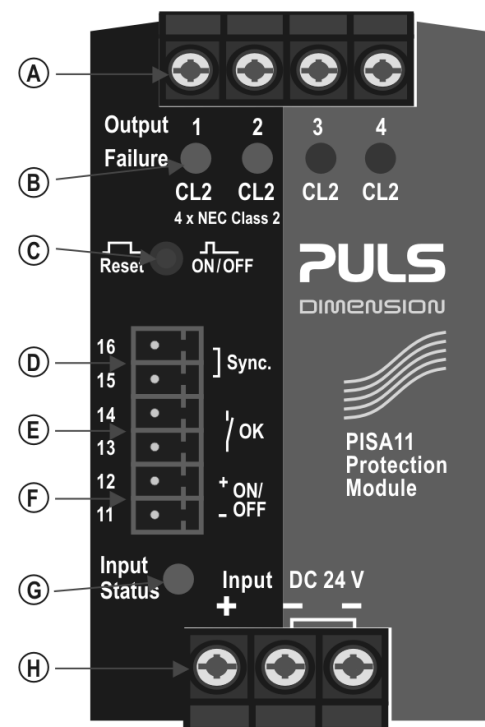 A
Output 1 2 3 4
Failure
B
CL2 CL2 CL2 CL2
4 x NEC Class 2
C
Reset ON/OFF
PULS
DIMENSION
D
16
15
Sync.
E
14
13
OK
PISA11
Protection
Module
F
12
11
+ ON/
- OFF
G
Input
Status
Input DC 24 V
+ - -
H